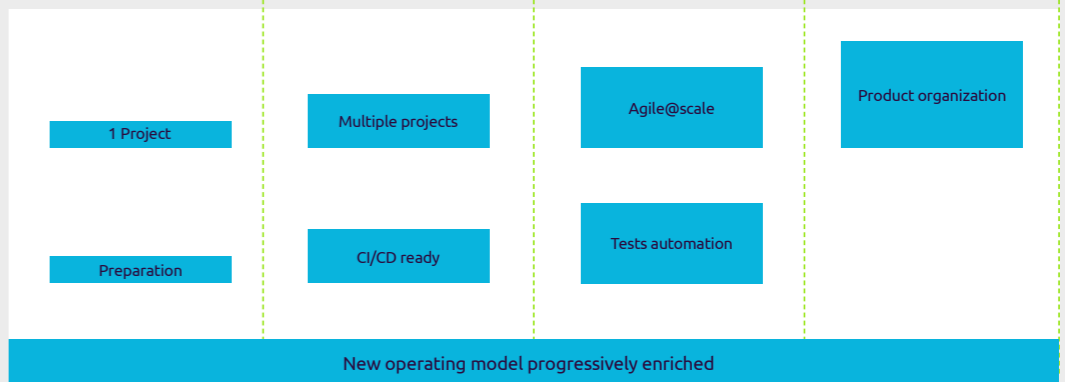 1 Project
Preparation
Multiple projects
CI/CD ready
Agile@scale
Tests automation
Product organization
New operating model progressively enriched